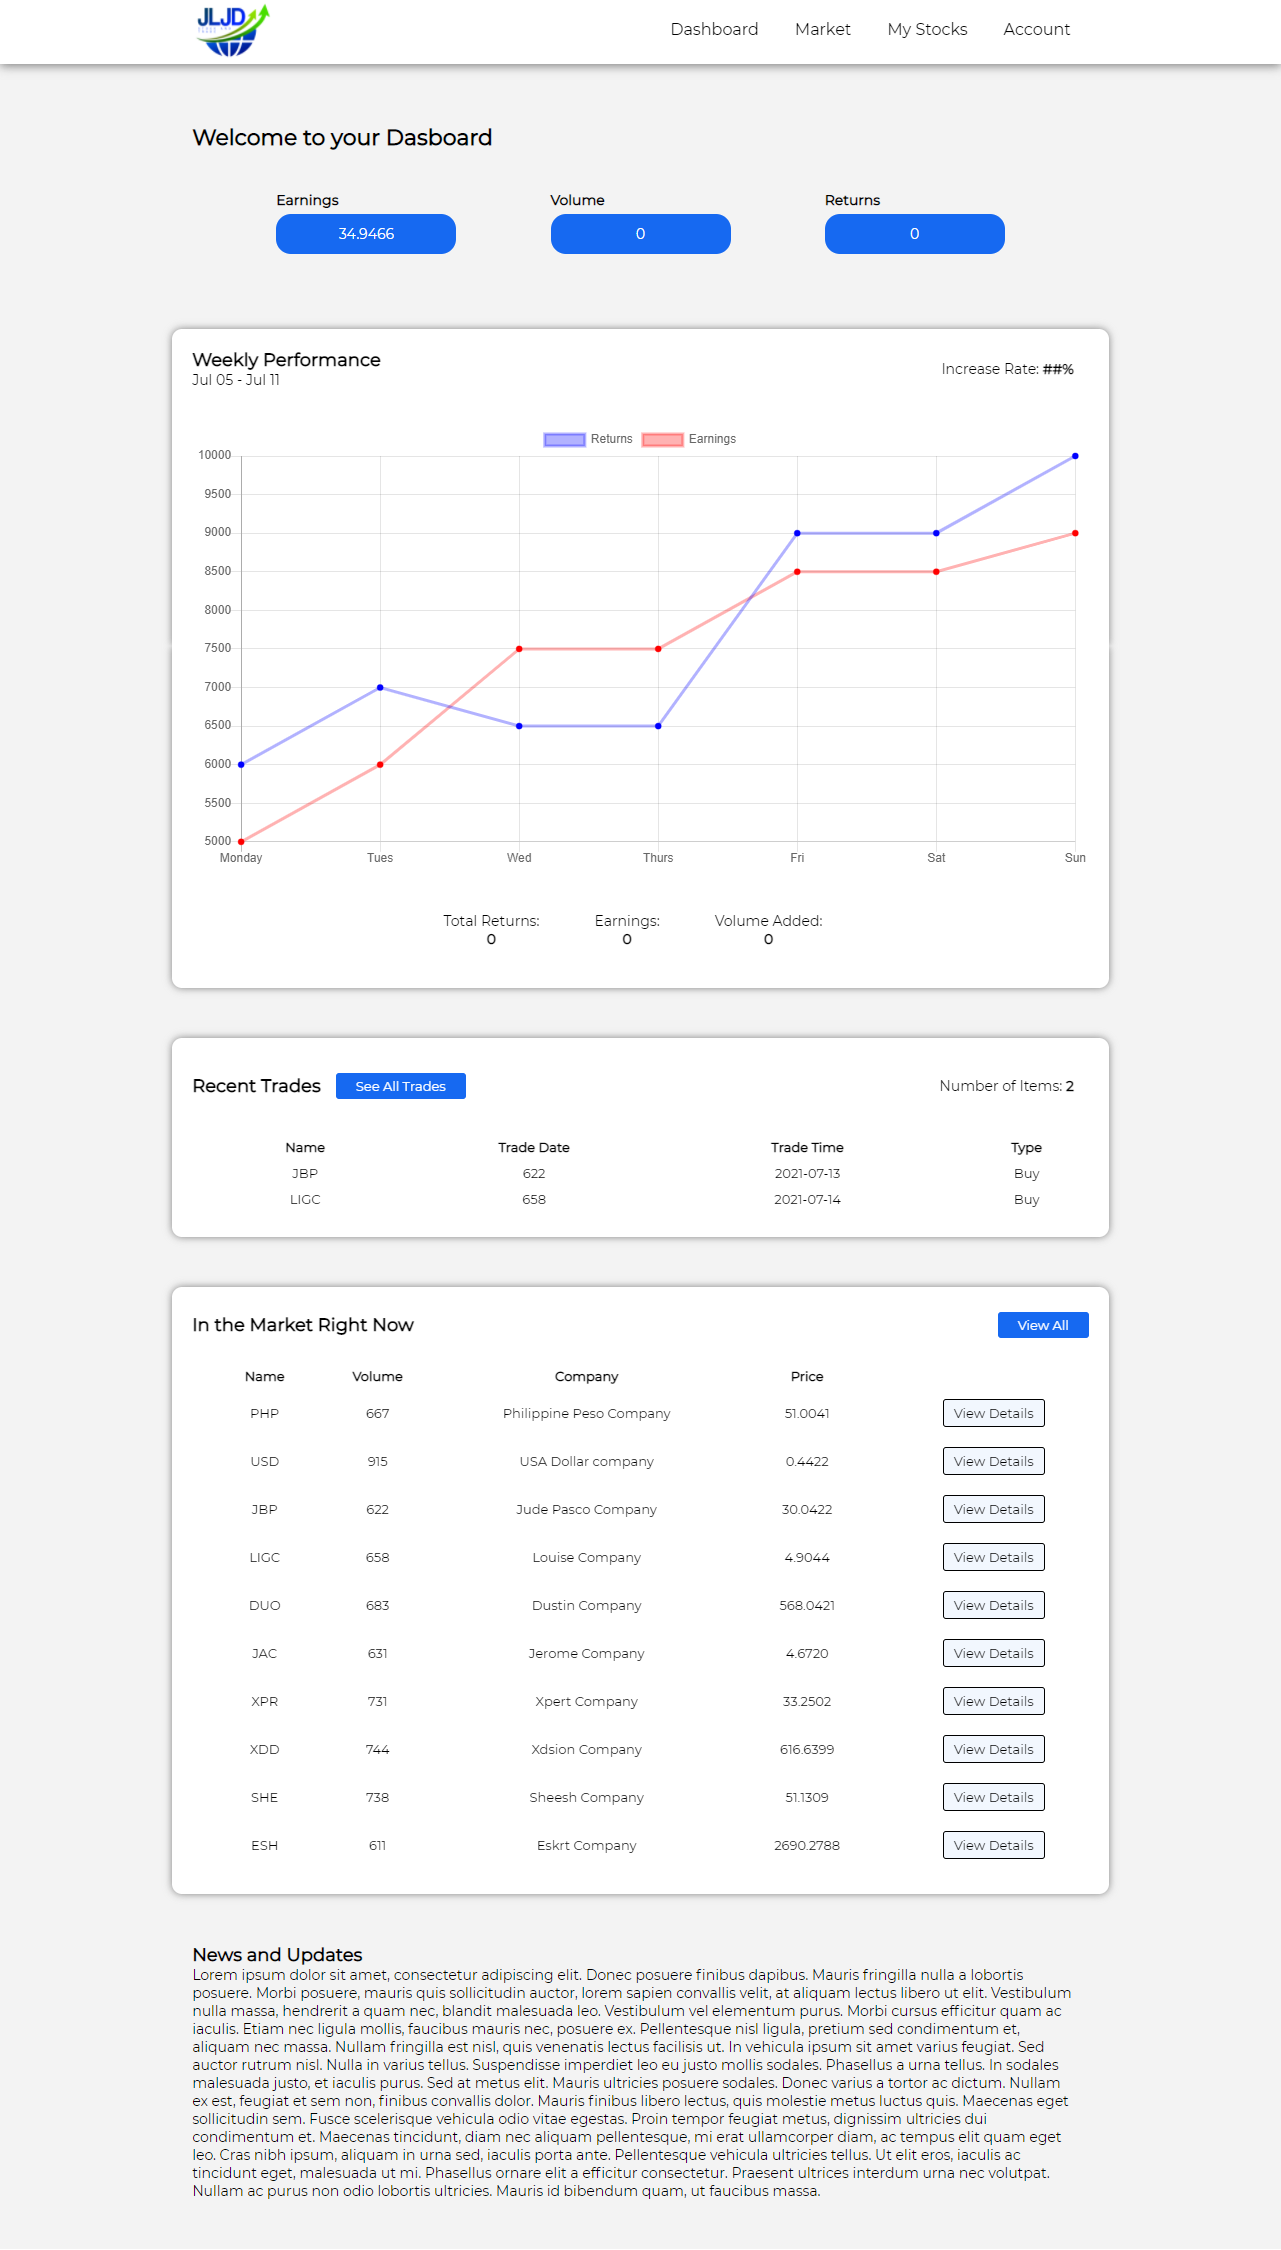 JLJD
Dashboard Market My Stocks Account
Welcome to your Dasboard
Earnings Volume Returns
34.9466 0 0
Weekly Performance
Jul 05 - Jul 11
Increase Rate: ##%
Returns Earnings
10000
9500
9000
8500
8000
7500
7000
6500
6000
5500
5000
Monday Tues Wed Thurs Fri Sat Sun
Total Returns: Earnings: Volume Added:
0 0 0
Recent Trades See All Trades Number of Items: 2
Name Trade Date Trade Time Type
JBP 622 2021-07-13 Buy
LIGC 658 2021-07-14 Buy
In the Market Right Now View All
Name Volume Company Price
PHP 667 Philippine Peso Company 51.0041 View Details
USD 915 USA Dollar company 0.4422 View Details
JBP 622 Jude Pasco Company 30.0422 View Details
LIGC 658 Louise Company 4.9044 View Details
DUO 683 Dustin Company 568.0421 View Details
JAC 631 Jerome Company 4.6720 View Details
XPR 731 Xpert Company 33.2502 View Details
XDD 744 Xdsion Company 616.6399 View Details
SHE 738 Sheesh Company 51.1309 View Details
ESH 611 Eskrt Company 2690.2788 View Details
News and Updates
Lorem ipsum dolor sit amet, consectetur adipiscing elit. Donec posuere finibus dapibus. Mauris fringilla nulla a lobortis
posuere. Morbi posuere, mauris quis sollicitudin auctor, lorem sapien convallis velit, at aliquam lectus libero ut elit. Vestibulum
nulla massa, hendrerit a quam nec, blandit malesuada leo. Vestibulum vel elementum purus. Morbi cursus efficitur quam ac
iaculis. Etiam nec ligula mollis, faucibus mauris nec, posuere ex. Pellentesque nisl ligula, pretium sed condimentum et,
aliquam nec massa. Nullam fringilla est nisl, quis venenatis lectus facilisis ut. In vehicula ipsum sit amet varius feugiat. Sed
auctor rutrum nisl. Nulla in varius tellus. Suspendisse imperdiet leo eu justo mollis sodales. Phasellus a urna tellus. In sodales
malesuada justo, et iaculis purus. Sed at metus elit. Mauris ultricies posuere sodales. Donec varius a tortor ac dictum. Nullam
ex est, feugiat et sem non, finibus convallis dolor. Mauris finibus libero lectus, quis molestie metus luctus quis. Maecenas eget
sollicitudin sem. Fusce scelerisque vehicula odio vitae egestas. Proin tempor feugiat metus, dignissim ultricies dui
condimentum et. Maecenas tincidunt, diam nec aliquam pellentesque, mi erat ullamcorper diam, ac tempus elit quam eget
leo. Cras nibh ipsum, aliquam in urna sed, iaculis porta ante. Pellentesque vehicula ultricies tellus. Ut elit eros, iaculis ac
tincidunt eget, malesuada ut mi. Phasellus ornare elit a efficitur consectetur. Praesent ultrices interdum urna nec volutpat.
Nullam ac purus non odio lobortis ultricies. Mauris id bibendum quam, ut faucibus massa.